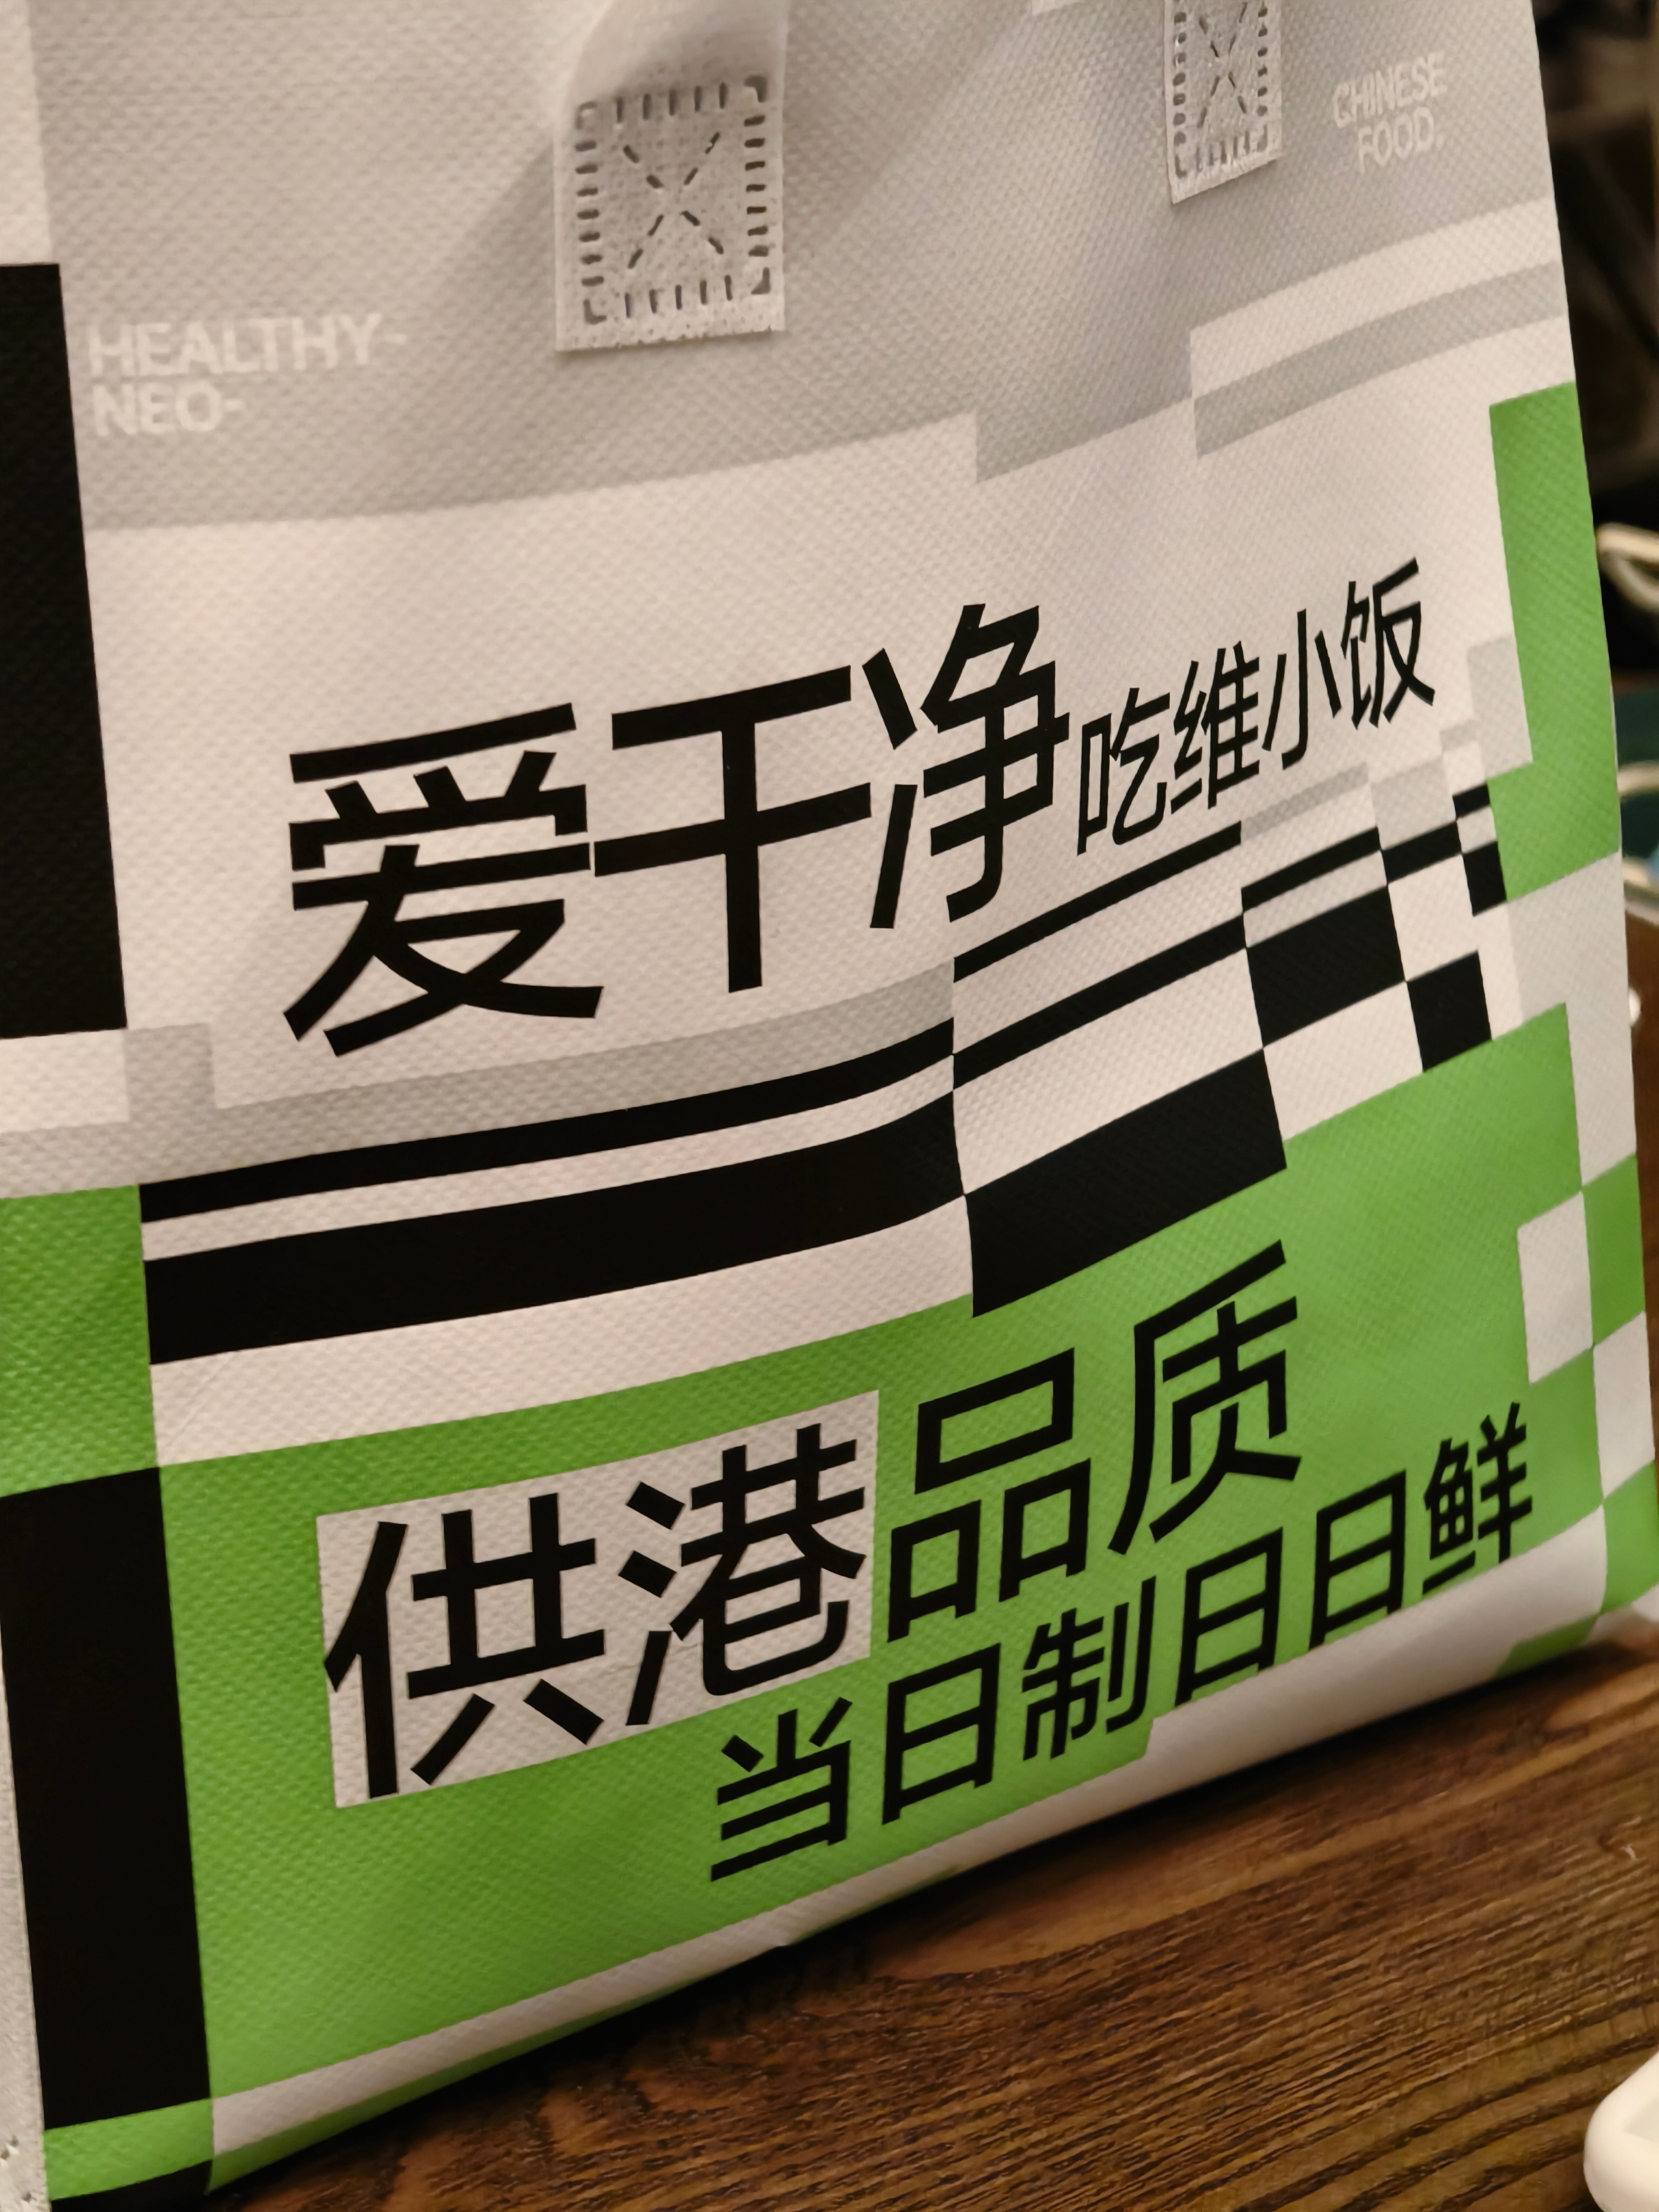 HEALTHY-
NEO-
CHINESE
FOOD.
爱干净吃维小饭
供港品质
当日制日日鲜